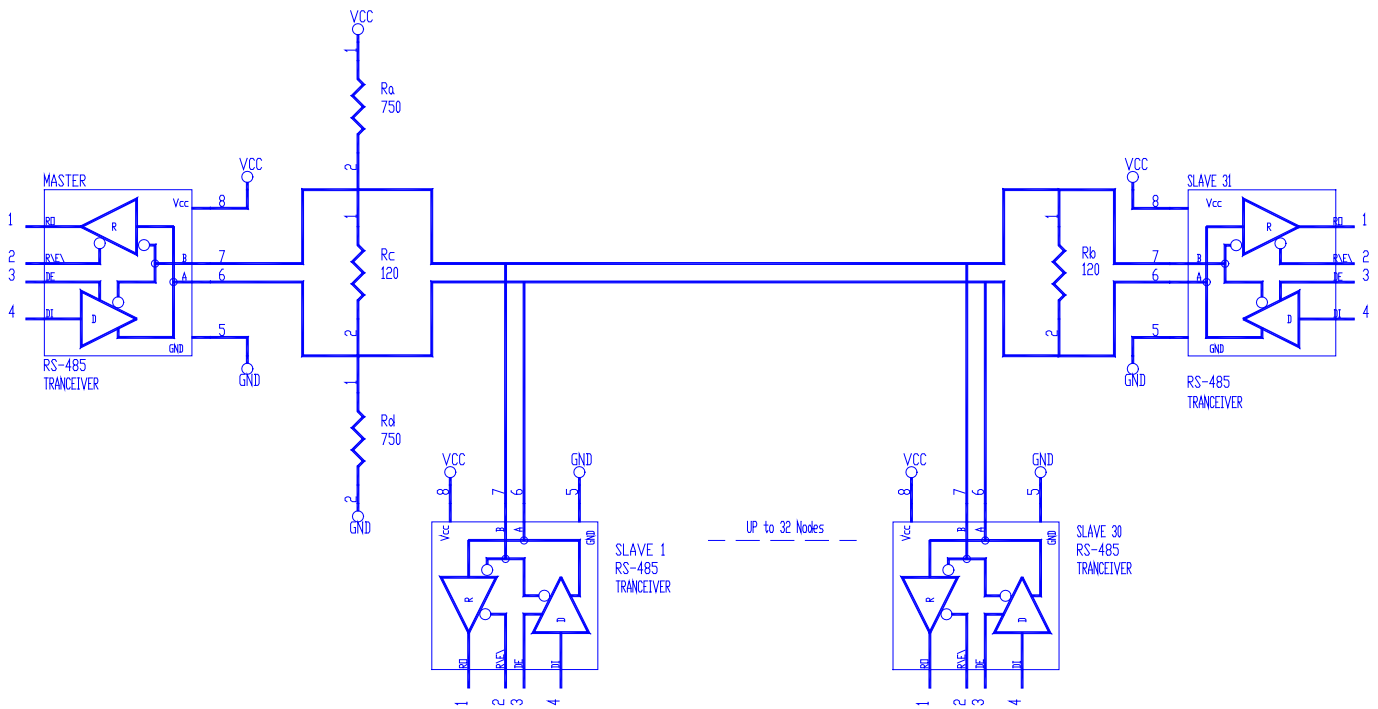 VCC
1
Ra
750
2
VCC
MASTER
Vcc
8
1
RO
R
2
R\E\
B
7
3
DE
A
6
4
DI
D
5
GND
RS-485
TRANCEIVER
GND
1
Rc
120
2
1
Rd
750
2
GND
1
Rb
120
2
VCC
SLAVE 31
8
Vcc
R
RO
1
7
B
R\E\
2
6
A
DE
3
D
DI
4
5
GND
GND
RS-485
TRANCEIVER
VCC
GND
8
7
6
5
Vcc
B
A
GND
R
D
RO
R\E\
DE
DI
1
2
3
4
SLAVE 1
RS-485
TRANCEIVER
UP to 32 Nodes
VCC
GND
8
7
6
5
Vcc
B
A
GND
R
D
RO
R\E\
DE
DI
1
2
3
4
SLAVE 30
RS-485
TRANCEIVER